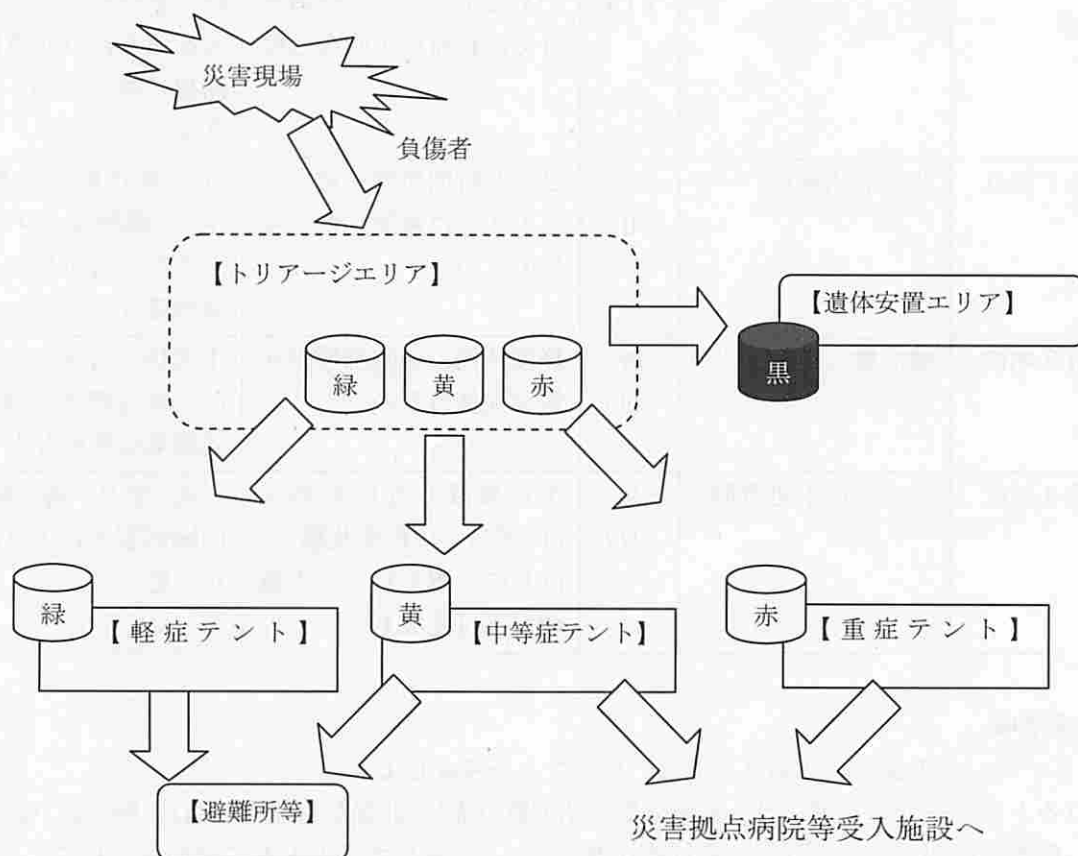 災害現場
負傷者
【トリアージエリア】
【遺体安置エリア】
緑
黄
赤
黒
緑
【軽症テント】
黄
【中等症テント】
赤
【重症テント】
【避難所等】
災害拠点病院等受入施設へ